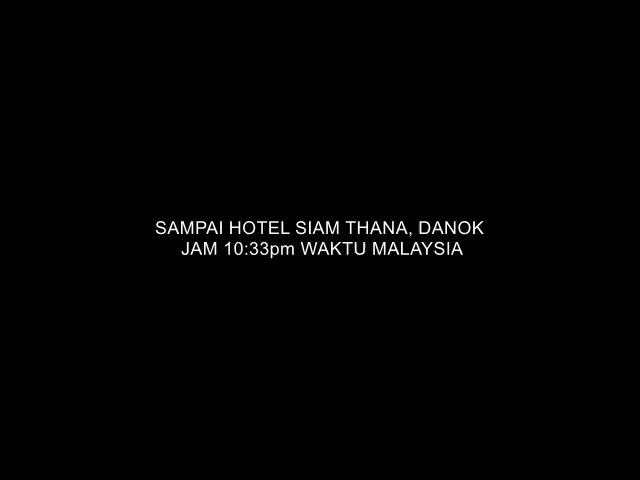 SAMPAI HOTEL SIAM THANA, DANOK
JAM 10:33pm WAKTU MALAYSIA